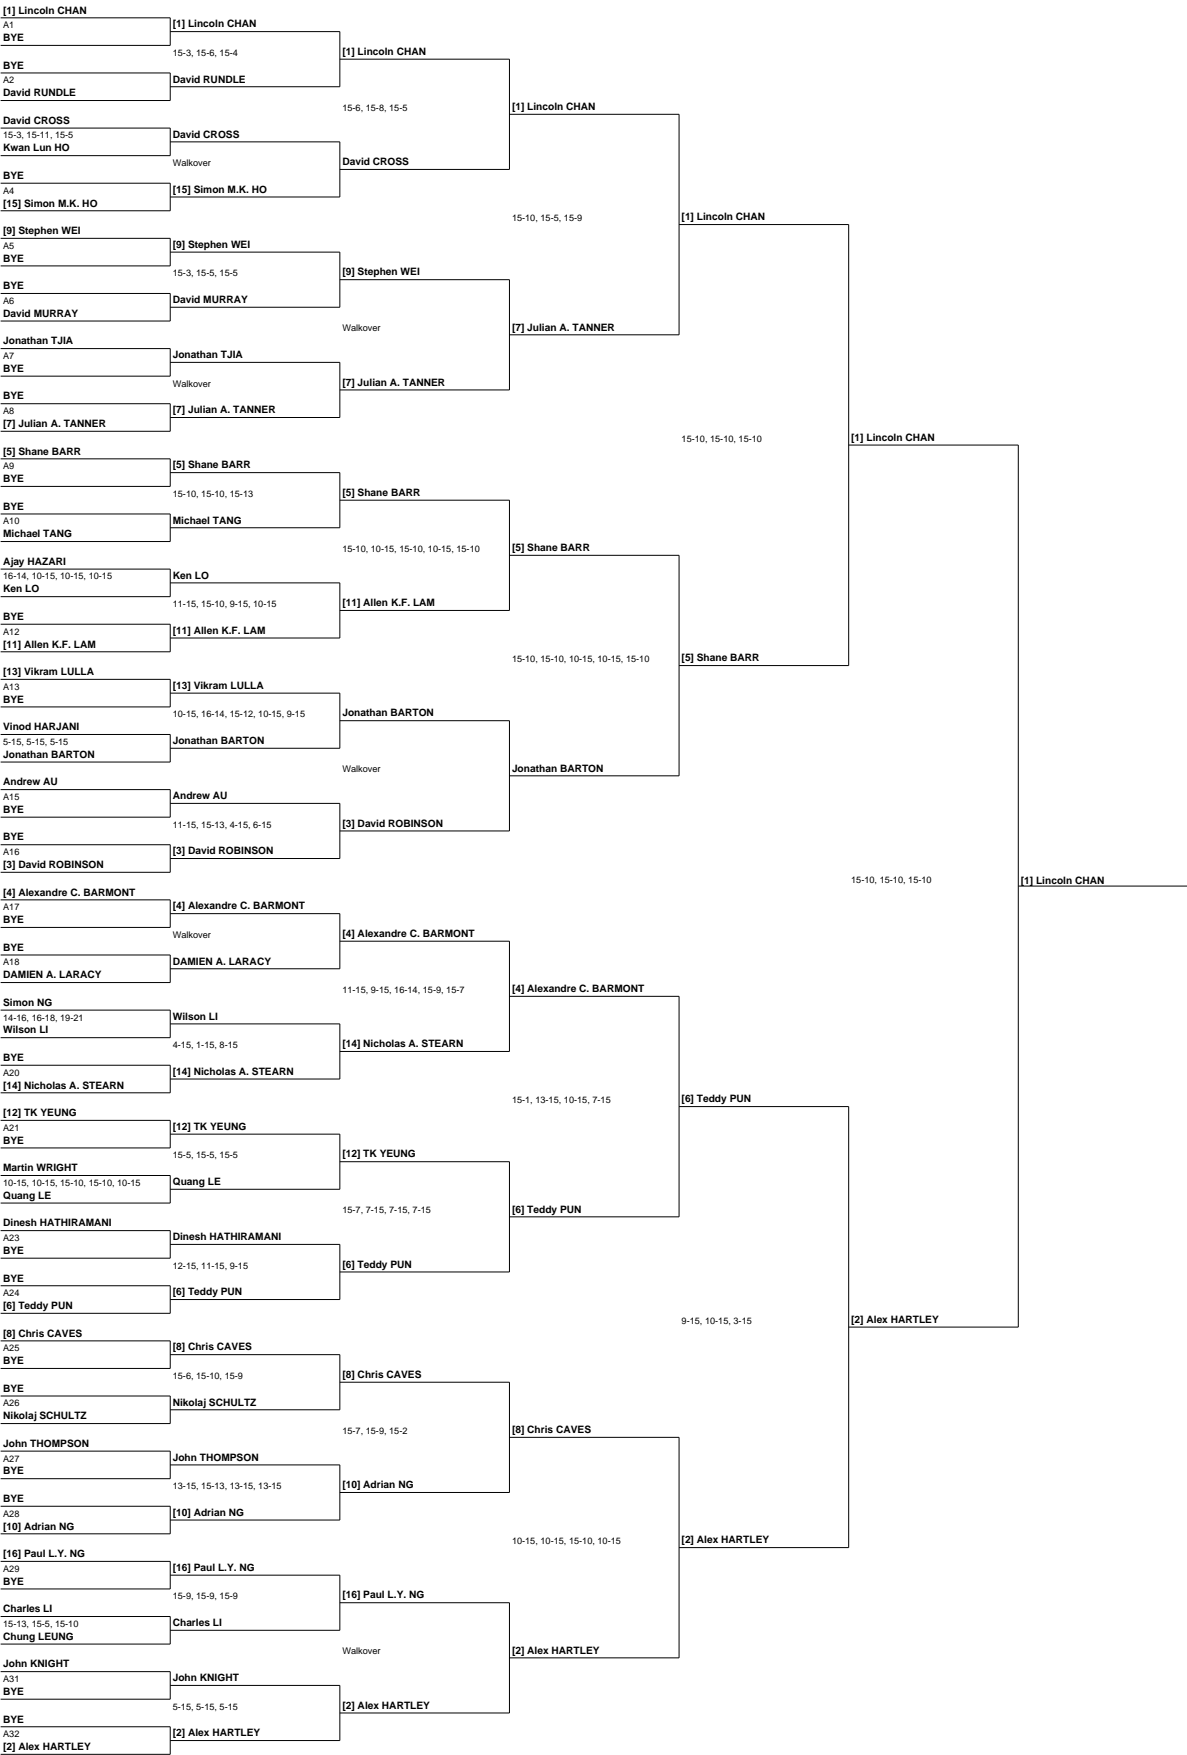 [1] Lincoln CHAN
A1
BYE
BYE
A2
David RUNDLE
David CROSS
15-3, 15-11, 15-5
Kwan Lun HO
BYE
A4
[15] Simon M.K. HO
[9] Stephen WEI
A5
BYE
BYE
A6
David MURRAY
Jonathan TJIA
A7
BYE
BYE
A8
[7] Julian A. TANNER
[5] Shane BARR
A9
BYE
BYE
A10
Michael TANG
Ajay HAZARI
16-14, 10-15, 10-15, 10-15
Ken LO
BYE
A12
[11] Allen K.F. LAM
[13] Vikram LULLA
A13
BYE
Vinod HARJANI
5-15, 5-15, 5-15
Jonathan BARTON
Andrew AU
A15
BYE
BYE
A16
[3] David ROBINSON
[4] Alexandre C. BARMONT
A17
BYE
BYE
A18
DAMIEN A. LARACY
Simon NG
14-16, 16-18, 19-21
Wilson LI
BYE
A20
[14] Nicholas A. STEARN
[12] TK YEUNG
A21
BYE
Martin WRIGHT
10-15, 10-15, 15-10, 15-10, 10-15
Quang LE
Dinesh HATHIRAMANI
A23
BYE
BYE
A24
[6] Teddy PUN
[8] Chris CAVES
A25
BYE
BYE
A26
Nikolaj SCHULTZ
John THOMPSON
A27
BYE
BYE
A28
[10] Adrian NG
[16] Paul L.Y. NG
A29
BYE
Charles LI
15-13, 15-5, 15-10
Chung LEUNG
John KNIGHT
A31
BYE
BYE
A32
[2] Alex HARTLEY
[1] Lincoln CHAN
15-3, 15-6, 15-4
David RUNDLE
David CROSS
Walkover
[15] Simon M.K. HO
[9] Stephen WEI
15-3, 15-5, 15-5
David MURRAY
Jonathan TJIA
Walkover
[7] Julian A. TANNER
[5] Shane BARR
15-10, 15-10, 15-13
Michael TANG
Ken LO
11-15, 15-10, 9-15, 10-15
[11] Allen K.F. LAM
[13] Vikram LULLA
10-15, 16-14, 15-12, 10-15, 9-15
Jonathan BARTON
Andrew AU
11-15, 15-13, 4-15, 6-15
[3] David ROBINSON
[4] Alexandre C. BARMONT
Walkover
DAMIEN A. LARACY
Wilson LI
4-15, 1-15, 8-15
[14] Nicholas A. STEARN
[12] TK YEUNG
15-5, 15-5, 15-5
Quang LE
Dinesh HATHIRAMANI
12-15, 11-15, 9-15
[6] Teddy PUN
[8] Chris CAVES
15-6, 15-10, 15-9
Nikolaj SCHULTZ
John THOMPSON
13-15, 15-13, 13-15, 13-15
[10] Adrian NG
[16] Paul L.Y. NG
15-9, 15-9, 15-9
Charles LI
John KNIGHT
5-15, 5-15, 5-15
[2] Alex HARTLEY
[1] Lincoln CHAN
15-6, 15-8, 15-5
David CROSS
[9] Stephen WEI
Walkover
[7] Julian A. TANNER
[5] Shane BARR
15-10, 10-15, 15-10, 10-15, 15-10
[11] Allen K.F. LAM
Jonathan BARTON
Walkover
[3] David ROBINSON
[4] Alexandre C. BARMONT
11-15, 9-15, 16-14, 15-9, 15-7
[14] Nicholas A. STEARN
[12] TK YEUNG
15-7, 7-15, 7-15, 7-15
[6] Teddy PUN
[8] Chris CAVES
15-7, 15-9, 15-2
[10] Adrian NG
[16] Paul L.Y. NG
Walkover
[2] Alex HARTLEY
[1] Lincoln CHAN
15-10, 15-5, 15-9
[7] Julian A. TANNER
[5] Shane BARR
15-10, 15-10, 10-15, 10-15, 15-10
Jonathan BARTON
[4] Alexandre C. BARMONT
15-1, 13-15, 10-15, 7-15
[6] Teddy PUN
[8] Chris CAVES
10-15, 10-15, 15-10, 10-15
[2] Alex HARTLEY
[1] Lincoln CHAN
15-10, 15-10, 15-10
[5] Shane BARR
[6] Teddy PUN
9-15, 10-15, 3-15
[2] Alex HARTLEY
[1] Lincoln CHAN
15-10, 15-10, 15-10
[2] Alex HARTLEY
[1] Lincoln CHAN